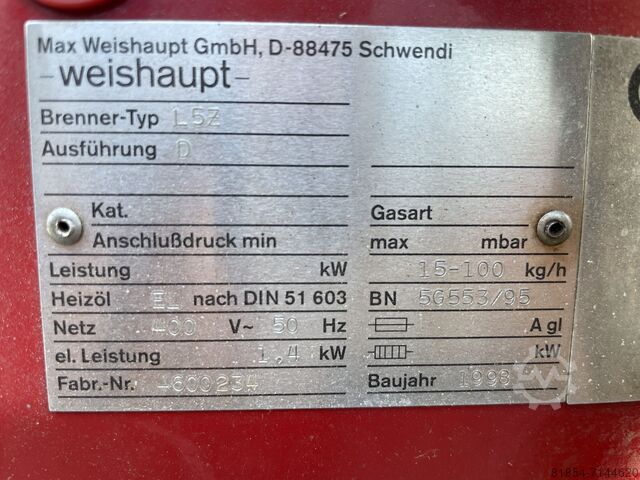 Max Weishaupt GmbH, D-88475 Schwendi
-weishaupt-
Brenner-Typ L5Z
Ausführung D
Kat. Gasart
Anschlußdruck min max mbar
Leistung kW 15-100 kg/h
Heizöl EL nach DIN 51 603 BN 5G553/95
Netz 400 V~ 50 Hz A gl
el. Leistung 1,4 kW kW
Fabr.-Nr. 4600234 Baujahr 1998